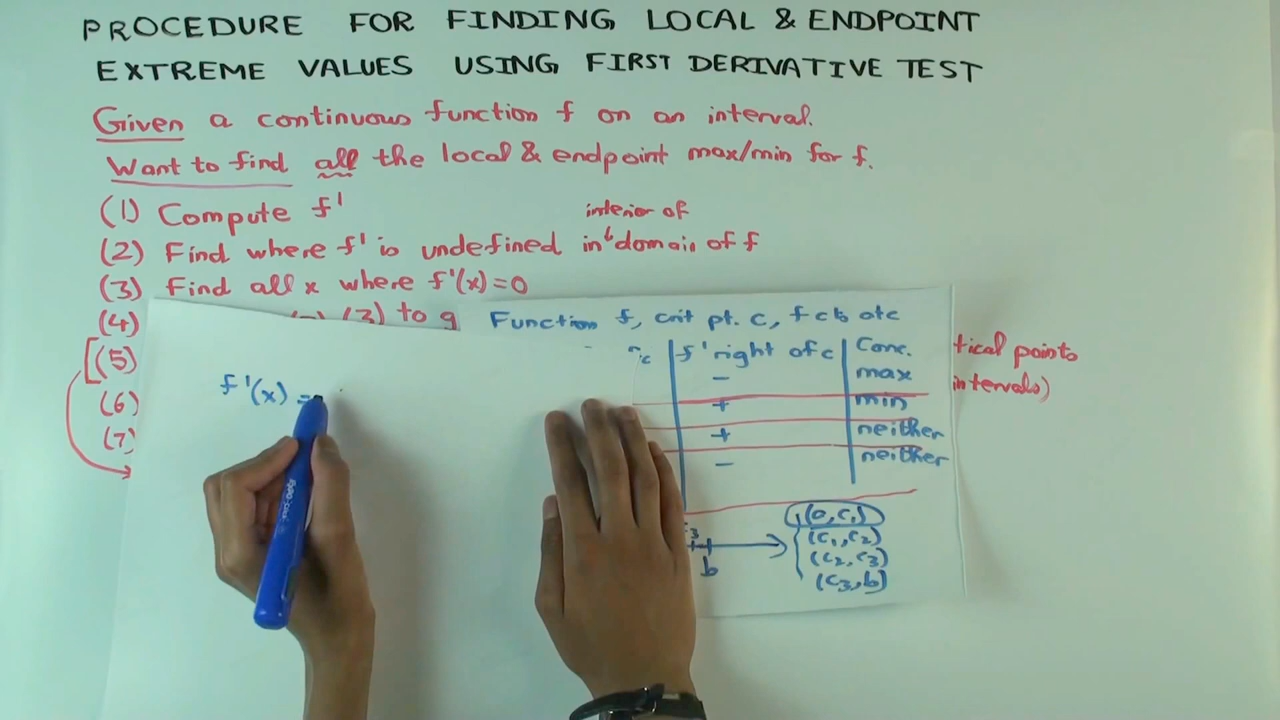 PROCEDURE FOR FINDING LOCAL & ENDPOINT
EXTREME VALUES USING FIRST DERIVATIVE TEST
Given a continuous function f on an interval.
Want to find all the local & endpoint max/min for f.
(1) Compute f'
interior of
(2) Find where f' is undefined in domain of f
(3) Find all x where f'(x)=0
(4) (3) to g
(5)
(6)
(7)
tical points
intervals)
Function f, crit pt. c, f cts at c
f' right of c Conc.
- max
+ min
+ neither
- neither
(a,c₁)
(c₁,c₂)
(c₂,c₃)
(c₃,b)
b
f'(x) =